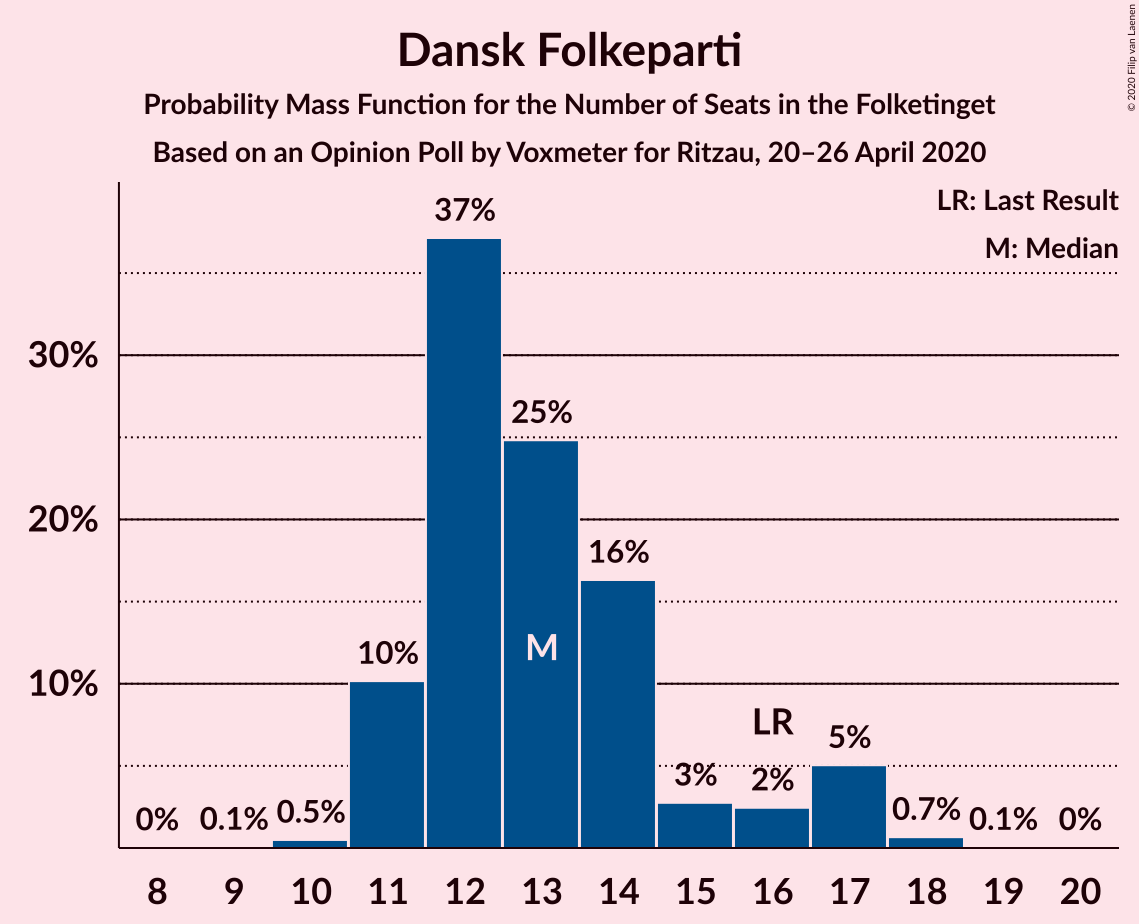 Dansk Folkeparti
Probability Mass Function for the Number of Seats in the Folketinget
Based on an Opinion Poll by Voxmeter for Ritzau, 20–26 April 2020
© 2020 Filip van Laenen
LR: Last Result
M: Median
37%
30%
25%
20%
16%
M
10%
10%
LR
5%
3%
2%
0%
0.1%
0.5%
0.7%
0.1%
0%
8 9 10 11 12 13 14 15 16 17 18 19 20